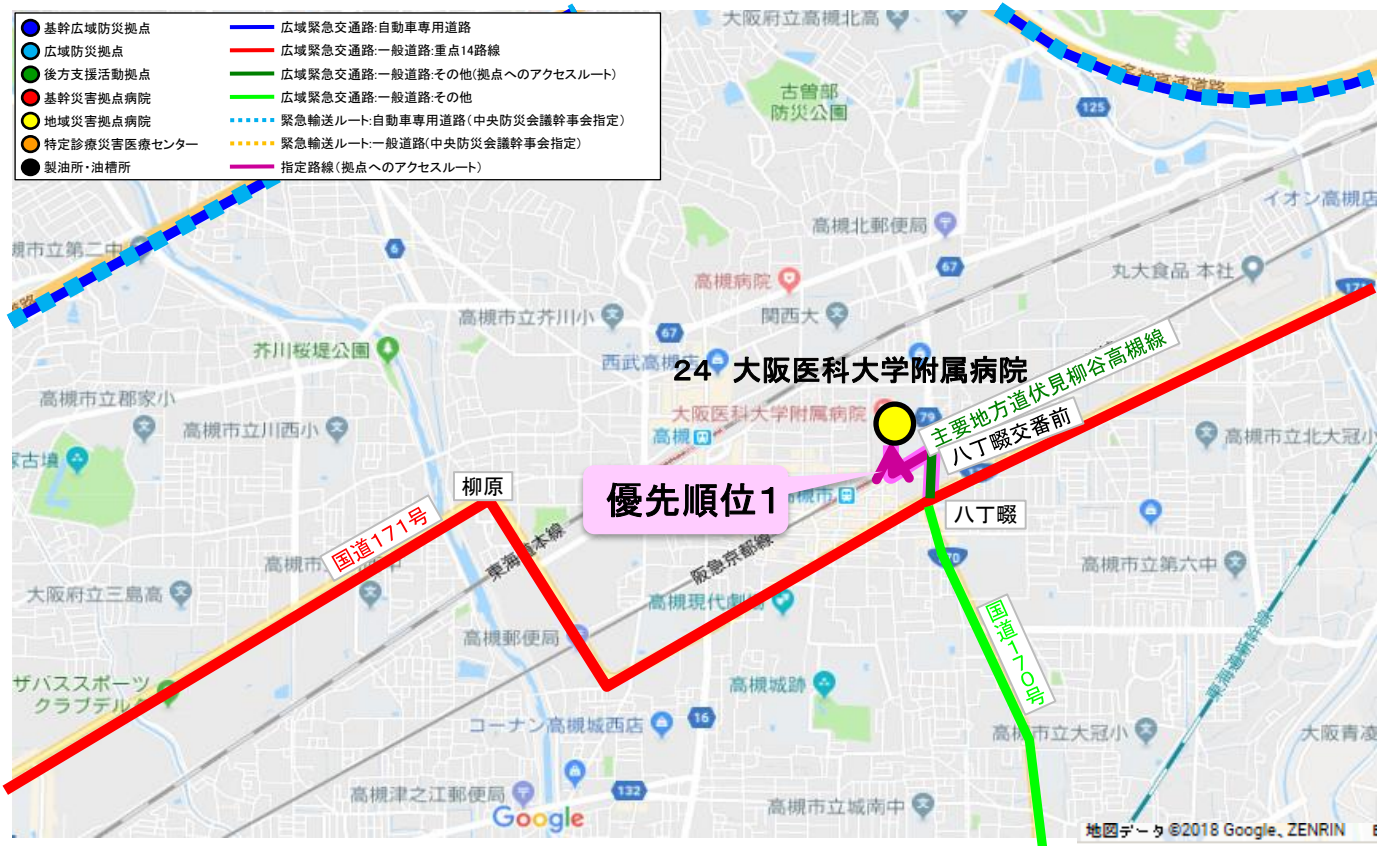 基幹広域防災拠点
広域防災拠点
後方支援活動拠点
基幹災害拠点病院
地域災害拠点病院
特定診療災害医療センター
製油所・油槽所
広域緊急交通路:自動車専用道路
広域緊急交通路:一般道路:重点14路線
広域緊急交通路:一般道路:その他(拠点へのアクセスルート)
広域緊急交通路:一般道路:その他
緊急輸送ルート:自動車専用道路(中央防災会議幹事会指定)
緊急輸送ルート:一般道路(中央防災会議幹事会指定)
指定路線(拠点へのアクセスルート)
大阪府立高槻北高
名神高速道路
古曽部
防災公園
125
イオン高槻店
高槻北郵便局
槻市立第二中
6
67
丸大食品 本社
高槻病院
171
高槻市立芥川小
関西大
67
芥川桜堤公園
西武高槻店
24 大阪医科大学附属病院
主要地方道伏見柳谷高槻線
高槻市立郡家小
大阪医科大学附属病院
79
八丁畷交番前
高槻市立川西小
高槻
高槻市立北大冠小
家古墳
柳原
優先順位1
高槻市
八丁畷
国道171号
東海道本線
阪急京都線
高槻市立第六中
大阪府立三島高
高槻現代劇場
国道170号
高槻郵便局
ザバススポーツ
クラブデル
高槻城跡
16
コーナン高槻城西店
高槻市立大冠小
大阪青凌
高槻津之江郵便局
132
高槻市立城南中
Google
地図データ ©2018 Google、ZENRIN